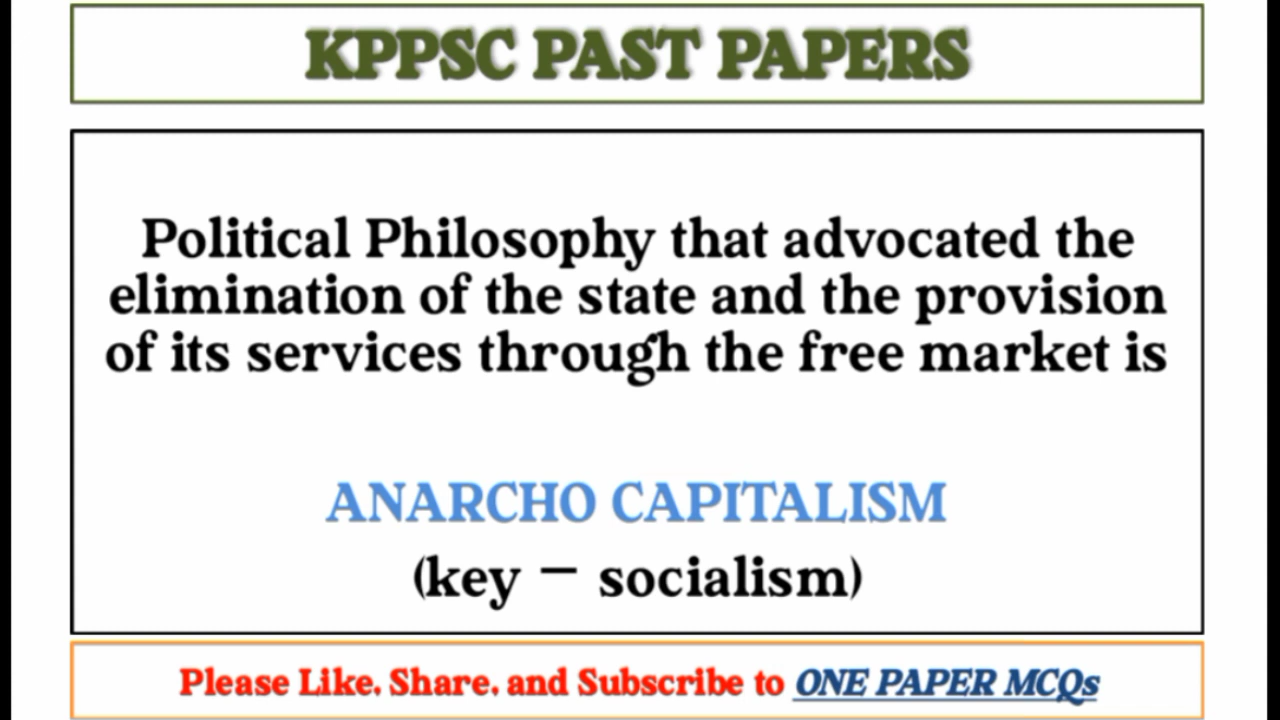 KPPSC PAST PAPERS
Political Philosophy that advocated the
elimination of the state and the provision
of its services through the free market is
ANARCHO CAPITALISM
(key – socialism)
Please Like. Share. and Subscribe to ONE PAPER MCQs